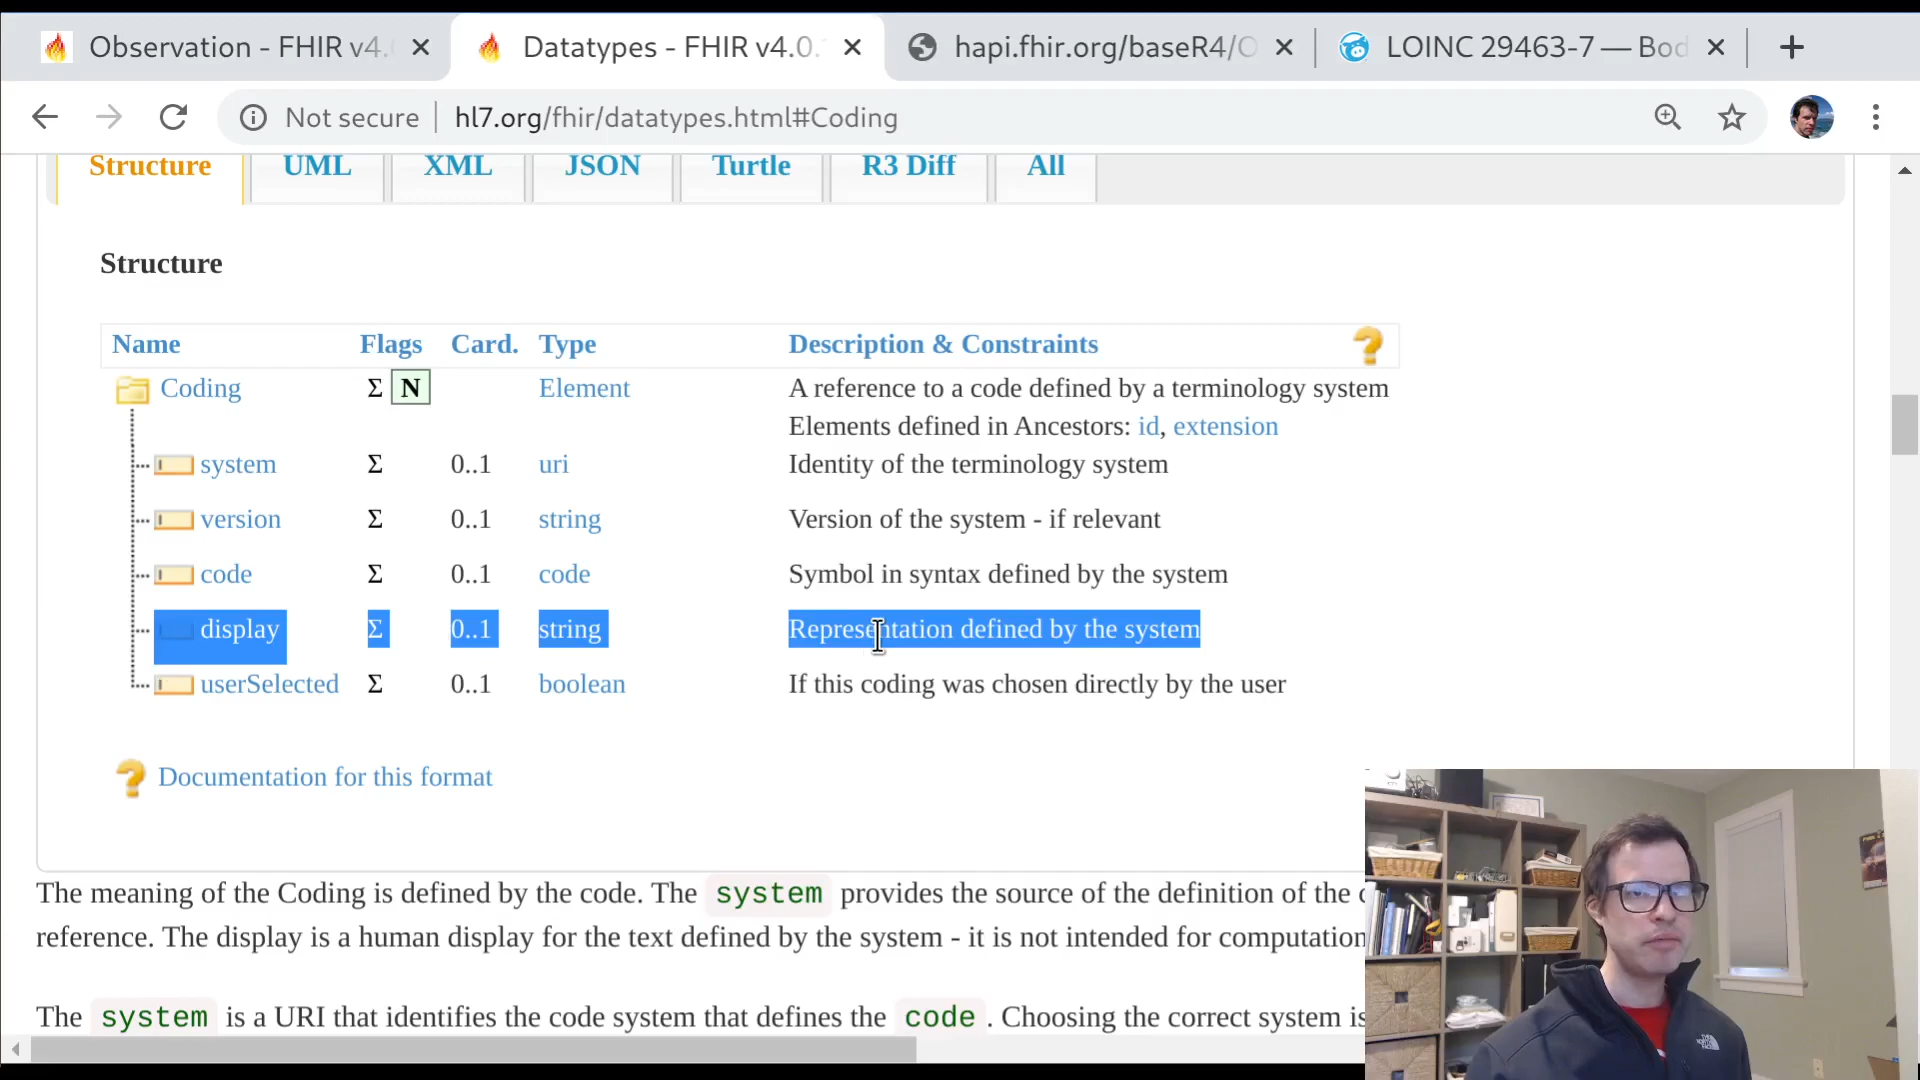 Observation - FHIR v4.
Datatypes - FHIR v4.0.
hapi.fhir.org/baseR4/O
LOINC 29463-7 — Bod
Not secure
hl7.org/fhir/datatypes.html#Coding
Structure UML XML JSON Turtle R3 Diff All
Structure
Name Flags Card. Type Description & Constraints
Coding Σ N Element A reference to a code defined by a terminology system
Elements defined in Ancestors: id, extension
system Σ 0..1 uri Identity of the terminology system
version Σ 0..1 string Version of the system - if relevant
code Σ 0..1 code Symbol in syntax defined by the system
display Σ 0..1 string Representation defined by the system
userSelected Σ 0..1 boolean If this coding was chosen directly by the user
Documentation for this format
The meaning of the Coding is defined by the code. The system provides the source of the definition of the
reference. The display is a human display for the text defined by the system - it is not intended for computation
The system is a URI that identifies the code system that defines the code . Choosing the correct system is